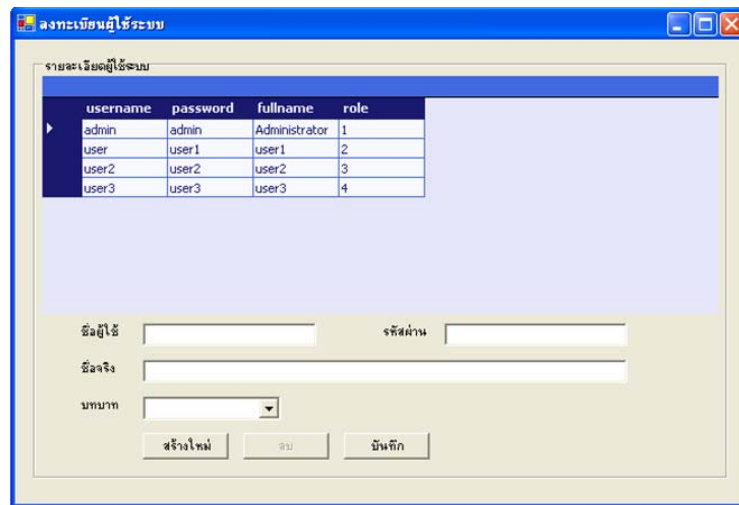 ลงทะเบียนผู้ใช้ระบบ
รายละเอียดผู้ใช้ระบบ
username password fullname role
admin admin Administrator 1
user user1 user1 2
user2 user2 user2 3
user3 user3 user3 4
ชื่อผู้ใช้ รหัสผ่าน
ชื่อจริง
บทบาท
สร้างใหม่ ลบ บันทึก